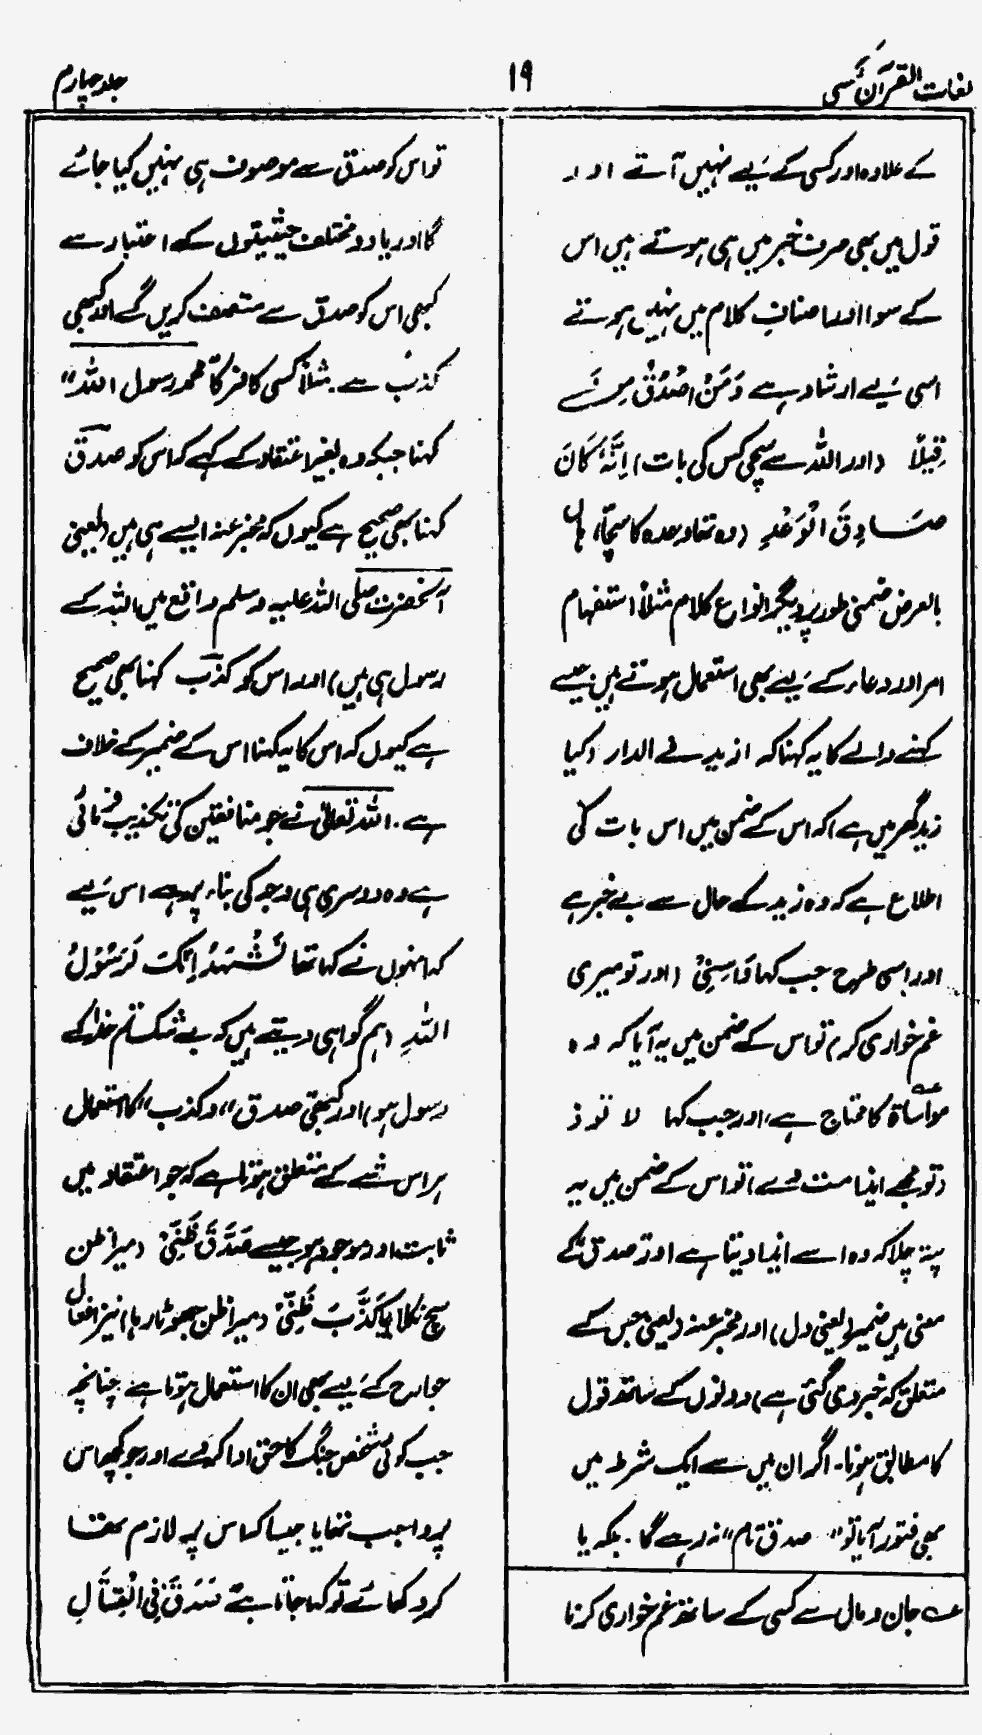 لغات القرآن سی
۱۹
جلد چہارم
کے علاوہ اور کسی کے لیے نہیں آتے اور
قول میں بھی صرف خبر میں ہی ہوتے ہیں اس
کے سوا اور اصنافِ کلام میں نہیں ہوتے
اسی لیے ارشاد ہے وَمَنْ اَصْدَقُ مِنَ
قِیْلًا (اور اللہ سے سچی کس کی بات) اِنَّهٗ كَانَ
صَادِقَ الْوَعْدِ (وہ تھا وعدہ کا سچا) ہاں
بالعرض ضمنی طور پر دیگر انواع کلام مثلاً استفہام
امر اور دعاء کے لیے بھی استعمال ہوتے ہیں جیسے
کہنے والے کا یہ کہنا کہ ازید فے الدار (کیا
زید گھر میں ہے) کہ اس کے ضمن میں اس بات کی
اطلاع ہے کہ وہ زید کے حال سے بے خبر ہے
اور اسی طرح جب کہا وَاسِنِیْ (اور تو میری
غم خواری کر) تو اس کے ضمن میں یہ آیا کہ وہ
مواساۃ عہ کا محتاج ہے، اور جب کہا لا توذ
(تو مجھے ایذا مت دے) تو اس کے ضمن میں یہ
پتہ چلا کہ وہ اسے ایذا دیتا ہے اور صدق کے
معنی ہیں ضمیر (یعنی دل) اور مخبر عنہ (یعنی جس کے
متعلق کہ خبر دی گئی ہے) دونوں کے ساتھ قول
کا مطابق ہونا۔ اگر ان میں سے ایک شرط میں
بھی فتور آیا تو "صدق تام" نہ رہے گا۔ بلکہ یا
عہ جان و مال سے کسی کے ساتھ غم خواری کرنا
تو اس کو صدق سے موصوف ہی نہیں کیا جائے
گا اور یا دو مختلف حیثیتوں کے اعتبار سے
کبھی اس کو صدق سے متصف کریں گے اور کبھی
کذب سے۔ مثلاً کسی کافر کا "محمد رسول اللہ"
کہنا جبکہ وہ بغیر اعتقاد کے کہے کہ اس کو صدق
کہنا بھی صحیح ہے کیوں کہ مخبر عنہ ایسے ہی ہیں (یعنی
آنحضرت صلی اللہ علیہ وسلم واقع میں اللہ کے
رسول ہی ہیں) اور اس کو کذب کہنا بھی صحیح
ہے کیوں کہ اس کا یہ کہنا اس کے ضمیر کے خلاف
ہے۔ اللہ تعالیٰ نے جو منافقین کی تکذیب فرمائی
ہے وہ دوسری ہی وجہ کی بناء پر ہے اس لیے
کہ انہوں نے کہا تھا نَشْهَدُ اِنَّكَ لَرَسُوْلُ
اللّٰهِ (ہم گواہی دیتے ہیں کہ بے شک تم خدا کے
رسول ہو) اور کبھی صدق" و کذب" کا استعمال
ہر اس شے کے متعلق ہوتا ہے کہ جو اعتقاد میں
ثابت اور موجود ہو جیسے صَدَّقَ ظَنِّیْ (میرا ظن
سچ نکلا) یا كَذَّبَ ظَنِّیْ (میرا ظن جھوٹا رہا) نیز افعال
جوارح کے لیے بھی ان کا استعمال ہوتا ہے چنانچہ
جب کوئی شخص جنگ کا حق ادا کر دے اور جو کچھ اس
پر واجب تھا یا جیسا کہ اس پر لازم تھا
کر دکھائے تو کہا جاتا ہے صَدَقَ فِی الْقِتَالِ